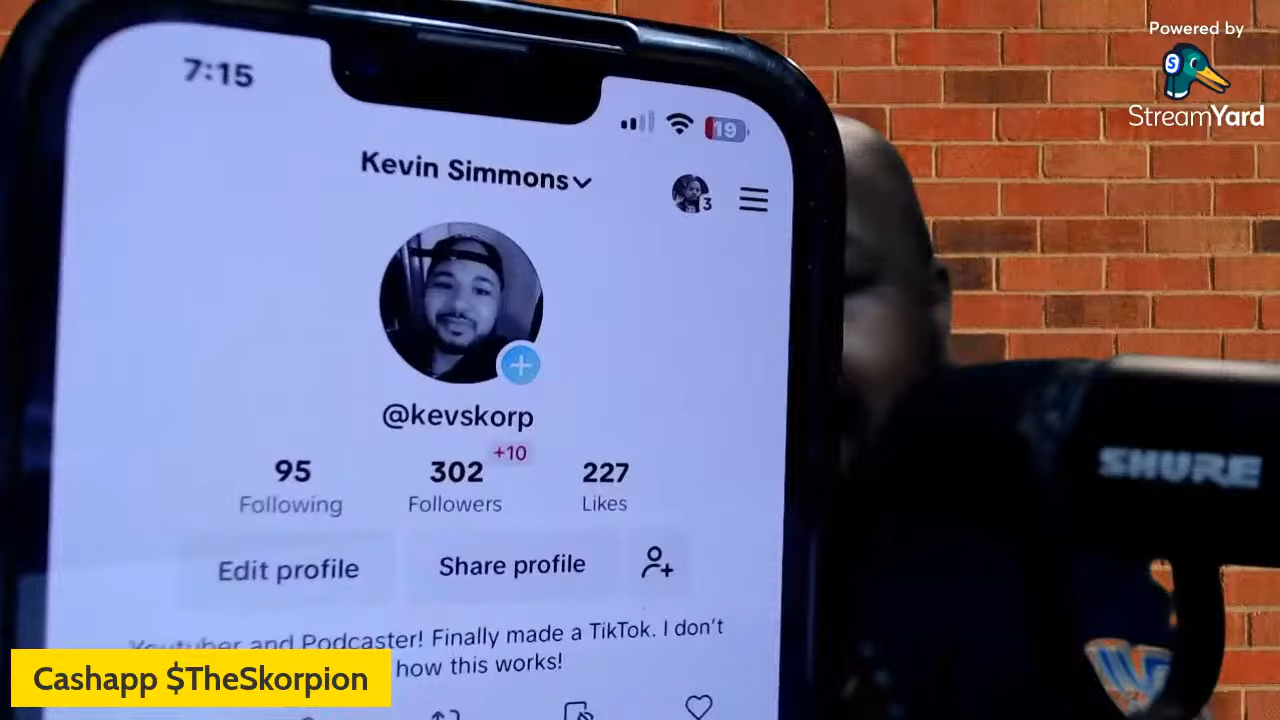 Powered by
StreamYard
7:15
19
Kevin Simmons
3
@kevskorp
+10
95
302
227
Following
Followers
Likes
Edit profile
Share profile
SHURE
Youtuber and Podcaster! Finally made a TikTok. I don't
how this works!
Cashapp $TheSkorpion